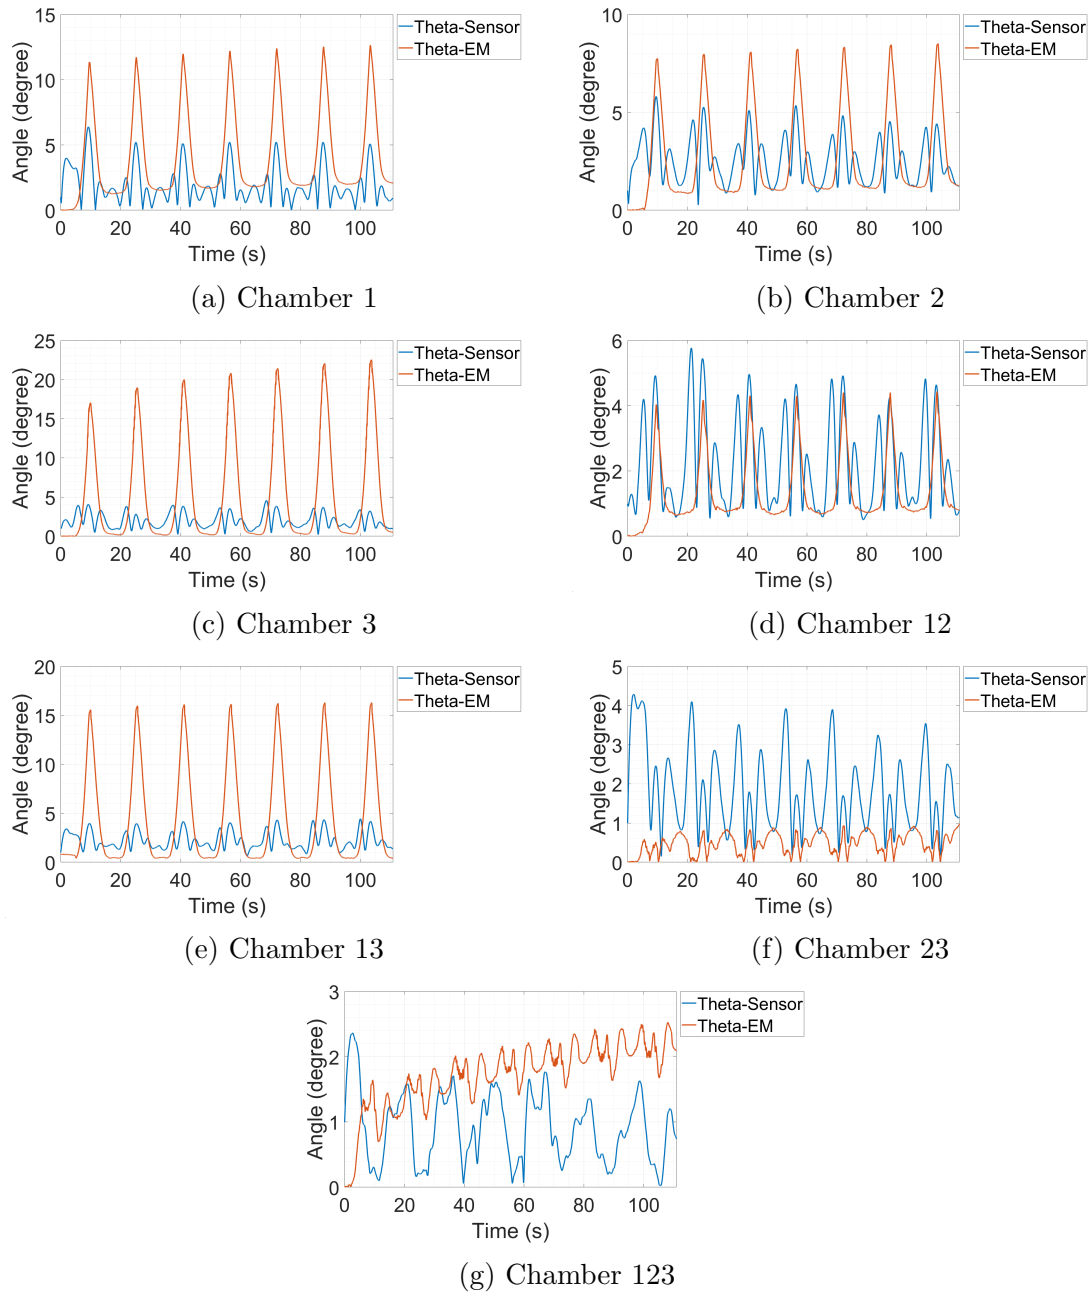 15
10
5
0
Angle (degree)
0 20 40 60 80 100
Time (s)
Theta-Sensor
Theta-EM
(a) Chamber 1
10
5
0
Angle (degree)
0 20 40 60 80 100
Time (s)
Theta-Sensor
Theta-EM
(b) Chamber 2
25
20
15
10
5
0
Angle (degree)
0 20 40 60 80 100
Time (s)
Theta-Sensor
Theta-EM
(c) Chamber 3
6
4
2
0
Angle (degree)
0 20 40 60 80 100
Time (s)
Theta-Sensor
Theta-EM
(d) Chamber 12
20
15
10
5
0
Angle (degree)
0 20 40 60 80 100
Time (s)
Theta-Sensor
Theta-EM
(e) Chamber 13
5
4
3
2
1
0
Angle (degree)
0 20 40 60 80 100
Time (s)
Theta-Sensor
Theta-EM
(f) Chamber 23
3
2
1
0
Angle (degree)
0 20 40 60 80 100
Time (s)
Theta-Sensor
Theta-EM
(g) Chamber 123